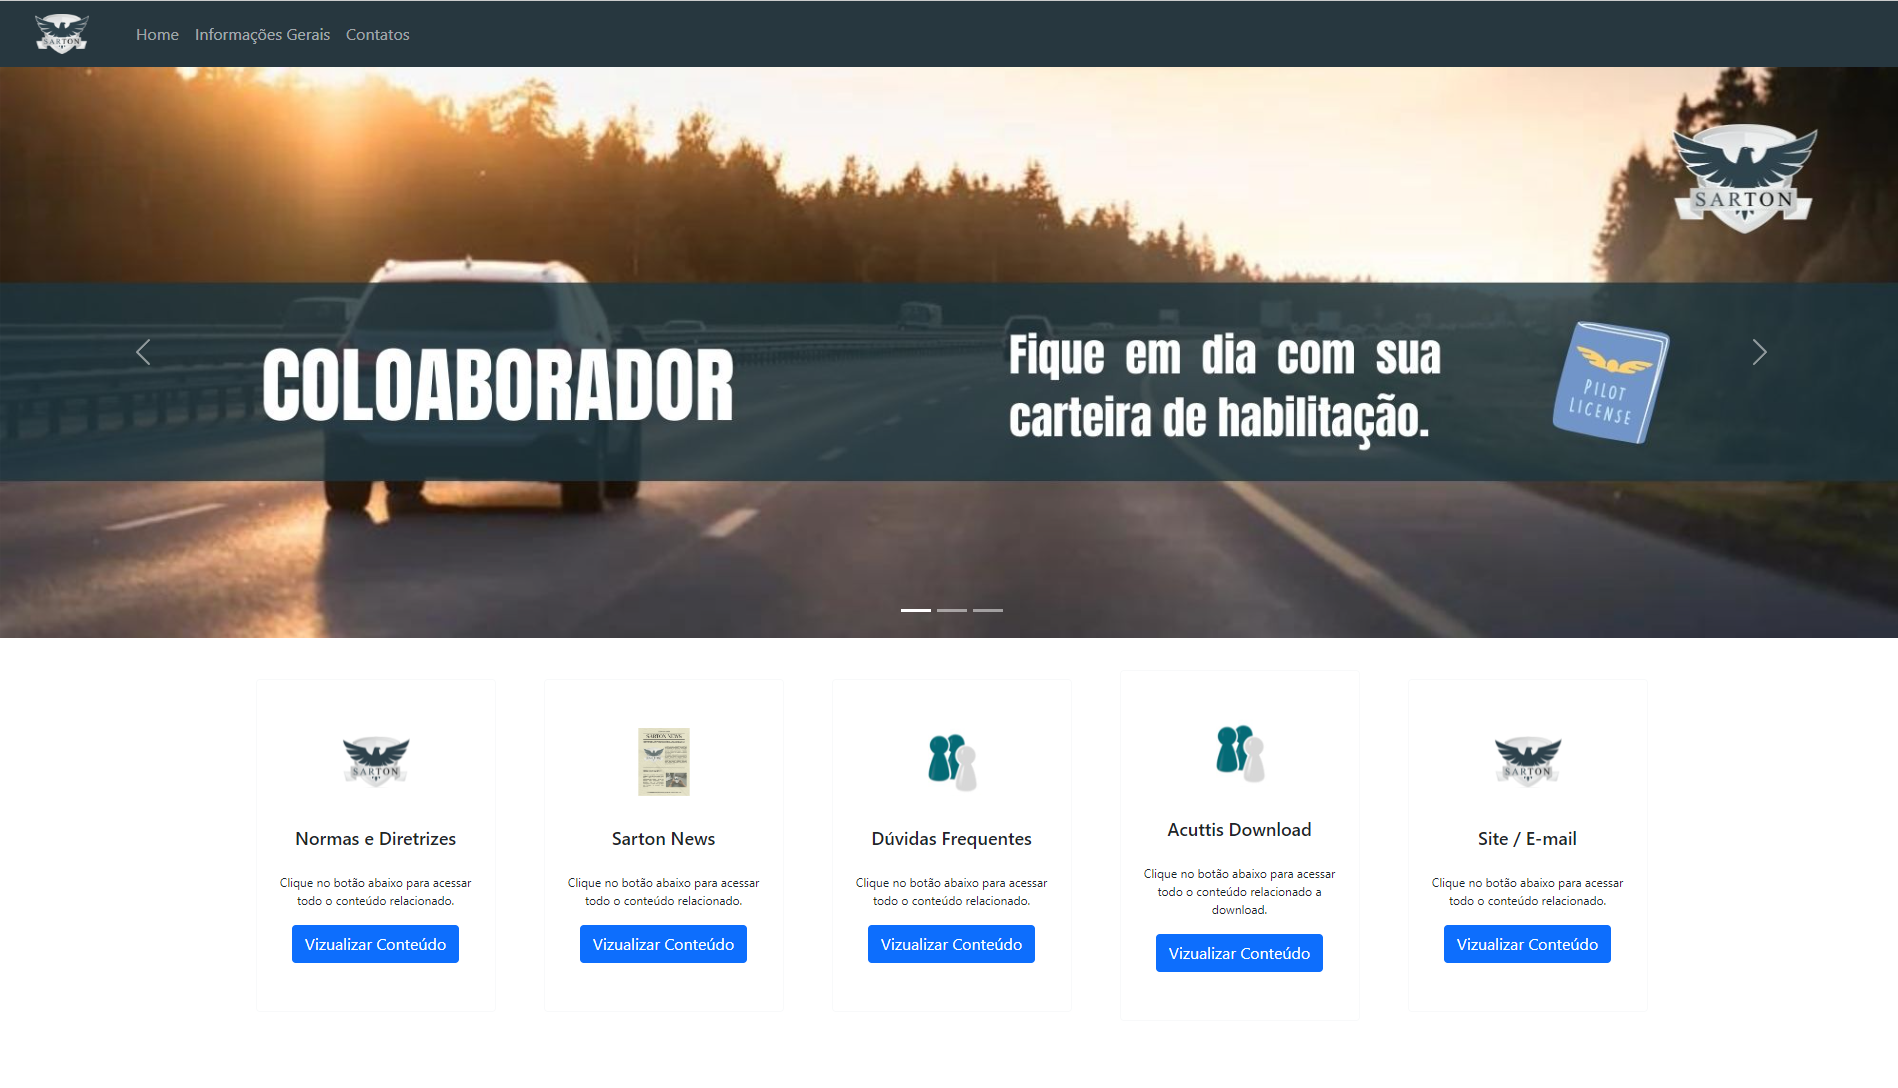 SARTON
Home Informações Gerais Contatos
SARTON
COLOABORADOR
Fique em dia com sua
carteira de habilitação.
PILOT
LICENSE
SARTON
Normas e Diretrizes
Clique no botão abaixo para acessar
todo o conteúdo relacionado.
Vizualizar Conteúdo
SARTON NEWS
Sarton News
Clique no botão abaixo para acessar
todo o conteúdo relacionado.
Vizualizar Conteúdo
Dúvidas Frequentes
Clique no botão abaixo para acessar
todo o conteúdo relacionado.
Vizualizar Conteúdo
Acuttis Download
Clique no botão abaixo para acessar
todo o conteúdo relacionado a
download.
Vizualizar Conteúdo
SARTON
Site / E-mail
Clique no botão abaixo para acessar
todo o conteúdo relacionado.
Vizualizar Conteúdo